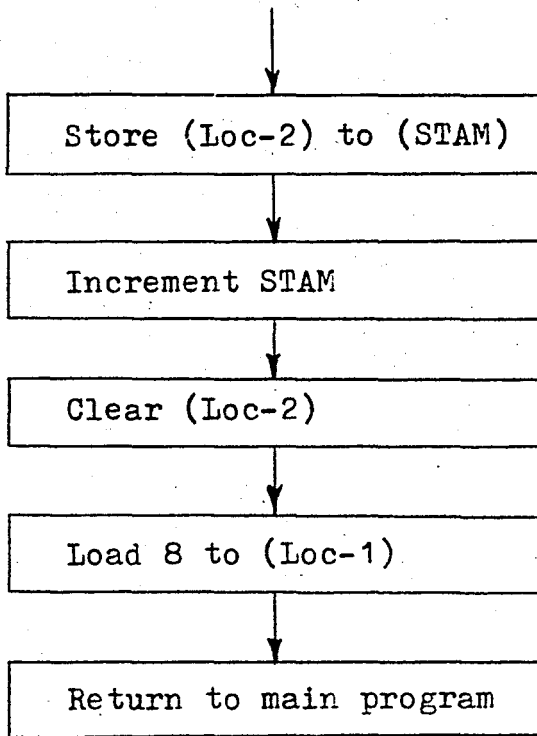 Store (Loc-2) to (STAM)
Increment STAM
Clear (Loc-2)
Load 8 to (Loc-1)
Return to main program